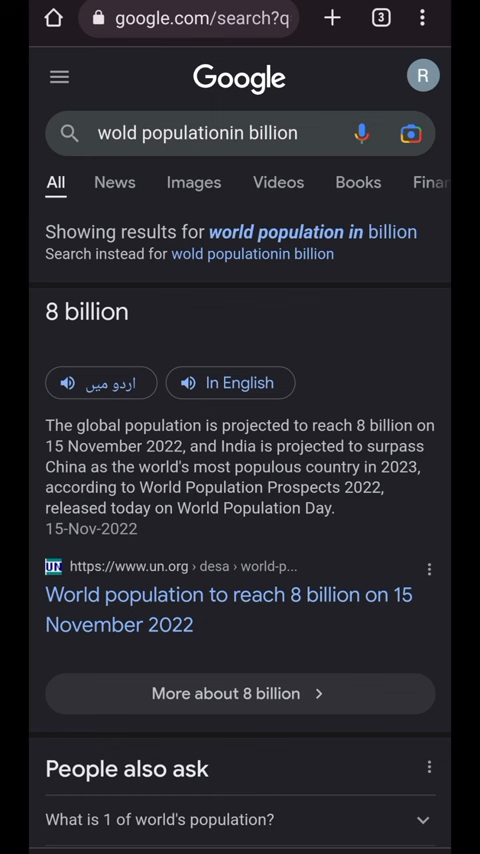 google.com/search?q
3
Google
R
wold populationin billion
All News Images Videos Books Finar
Showing results for world population in billion
Search instead for wold populationin billion
8 billion
اردو میں
In English
The global population is projected to reach 8 billion on
15 November 2022, and India is projected to surpass
China as the world's most populous country in 2023,
according to World Population Prospects 2022,
released today on World Population Day.
15-Nov-2022
UN https://www.un.org › desa › world-p...
World population to reach 8 billion on 15
November 2022
More about 8 billion >
People also ask
What is 1 of world's population?